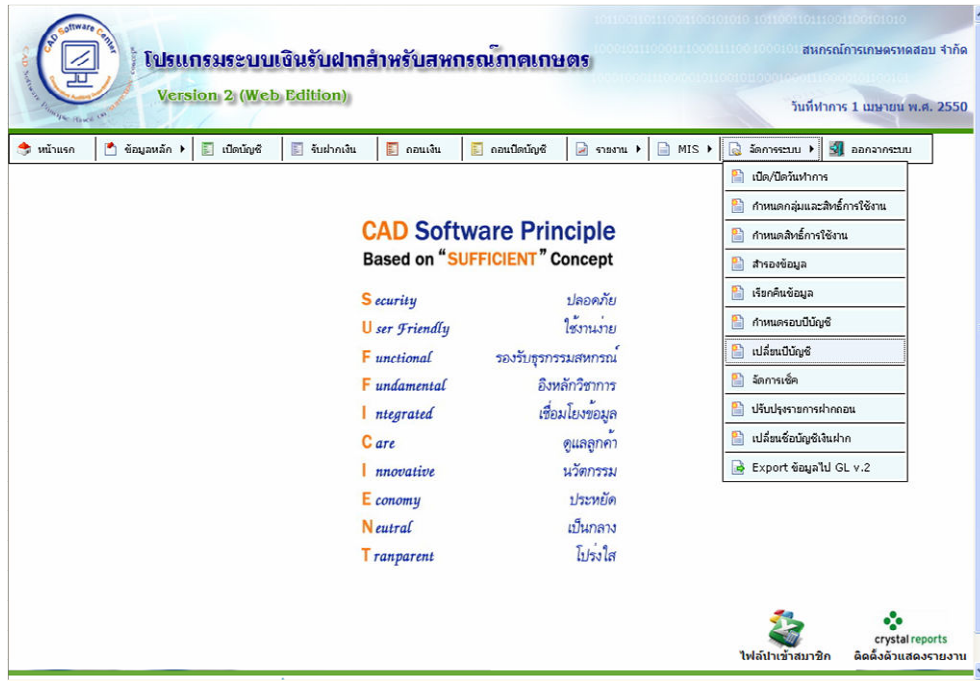 CAD Software Center
โปรแกรมระบบเงินรับฝากสำหรับสหกรณ์ภาคเกษตร
Version 2 (Web Edition)
สหกรณ์การเกษตรทดสอบ จำกัด
วันที่ทำการ 1 เมษายน พ.ศ. 2550
หน้าแรก ข้อมูลหลัก เปิดบัญชี รับฝากเงิน ถอนเงิน ถอนปิดบัญชี รายงาน MIS จัดการระบบ ออกจากระบบ
เปิด/ปิดวันทำการ
กำหนดกลุ่มและสิทธิ์การใช้งาน
กำหนดสิทธิ์การใช้งาน
สำรองข้อมูล
เรียกคืนข้อมูล
กำหนดรอบปีบัญชี
เปลี่ยนปีบัญชี
จัดการเช็ค
ปรับปรุงรายการฝากถอน
เปลี่ยนชื่อบัญชีเงินฝาก
Export ข้อมูลไป GL v.2
CAD Software Principle
Based on "SUFFICIENT" Concept
Security ปลอดภัย
User Friendly ใช้งานง่าย
Functional รองรับธุรกรรมสหกรณ์
Fundamental อิงหลักวิชาการ
Integrated เชื่อมโยงข้อมูล
Care ดูแลลูกค้า
Innovative นวัตกรรม
Economy ประหยัด
Neutral เป็นกลาง
Tranparent โปร่งใส
crystal reports
ไฟล์นำเข้าสมาชิก ติดตั้งตัวแสดงรายงาน